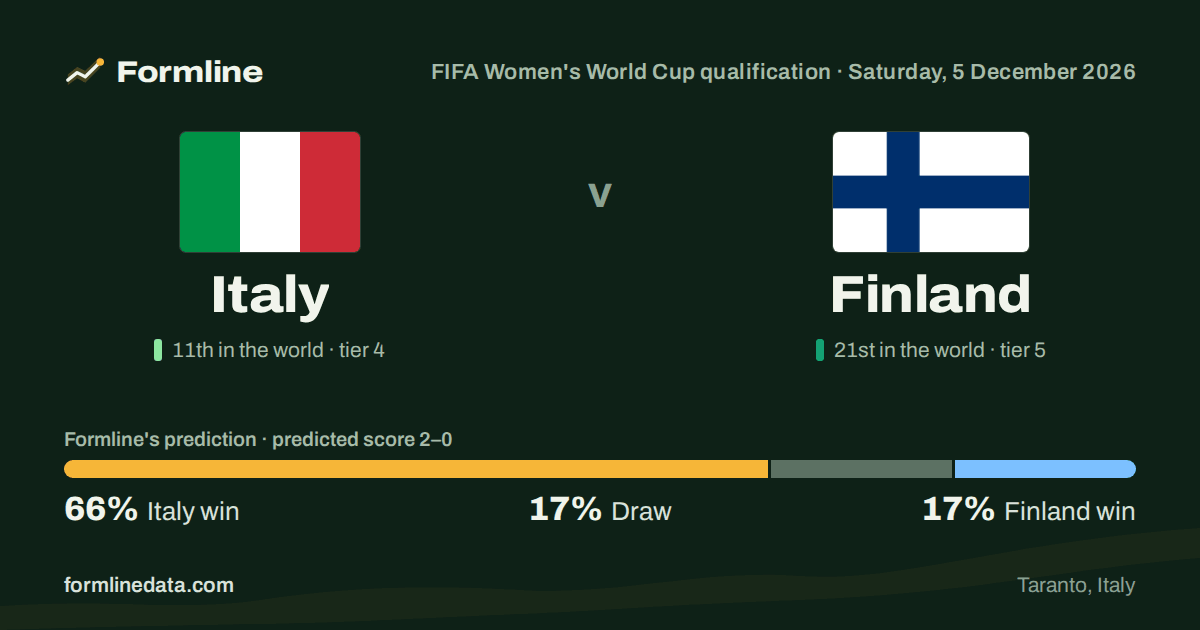 Formline
FIFA Women's World Cup qualification · Saturday, 5 December 2026
v
Italy
Finland
11th in the world · tier 4
21st in the world · tier 5
Formline's prediction · predicted score 2–0
66% Italy win
17% Draw
17% Finland win
formlinedata.com
Taranto, Italy